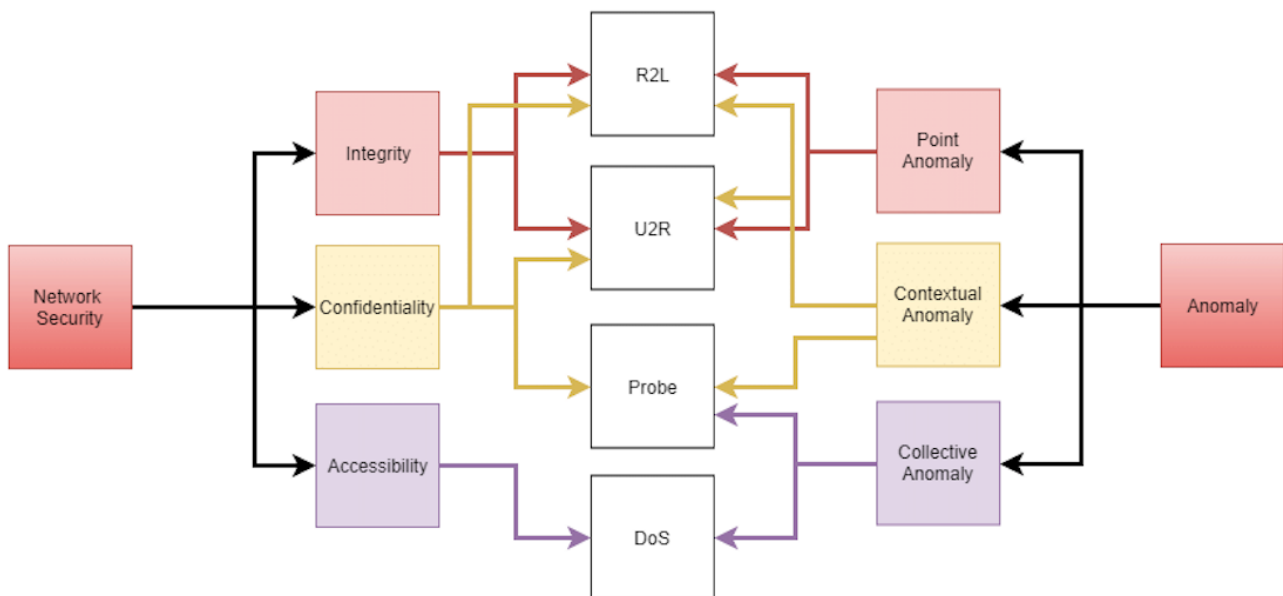 R2L
Integrity
Point
Anomaly
U2R
Network
Security
Confidentiality
Contextual
Anomaly
Anomaly
Probe
Accessibility
Collective
Anomaly
DoS